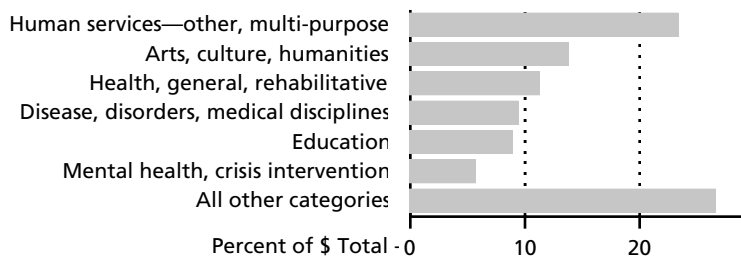 Human services—other, multi-purpose
Arts, culture, humanities
Health, general, rehabilitative
Disease, disorders, medical disciplines
Education
Mental health, crisis intervention
All other categories
Percent of $ Total - 0 10 20